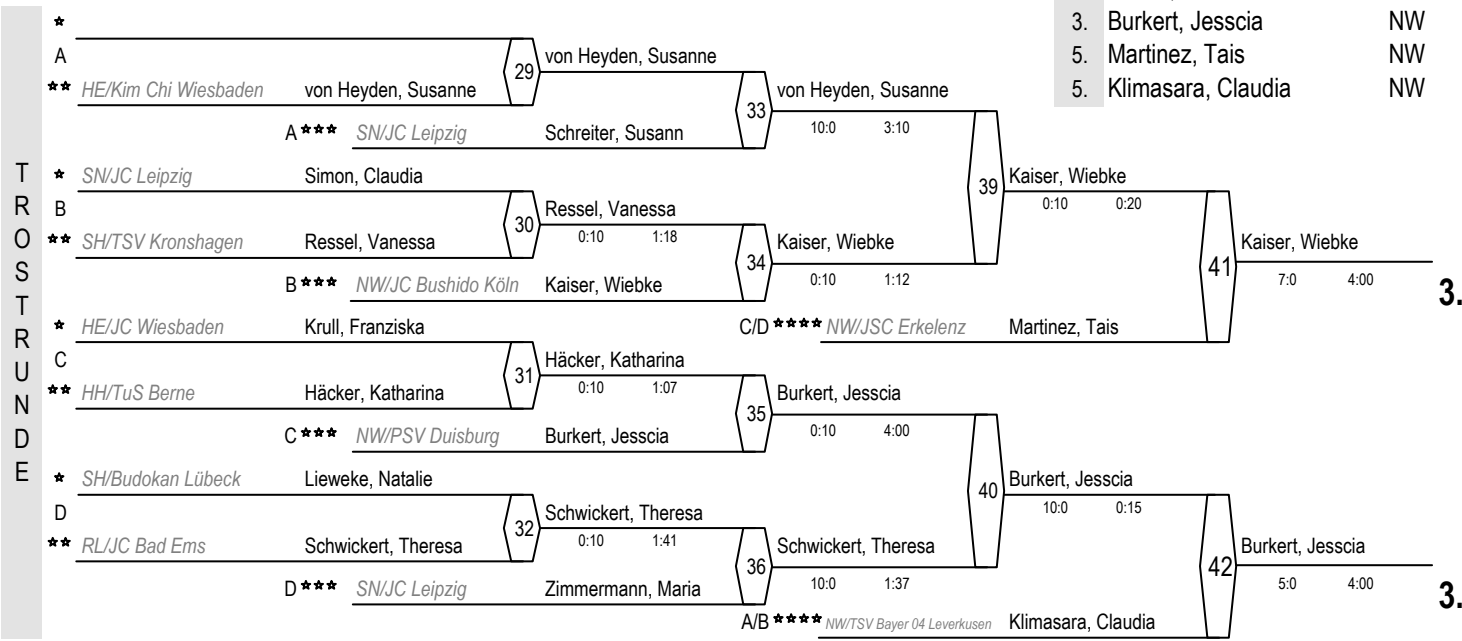 3. Burkert, Jesscia NW
5. Martinez, Tais NW
5. Klimasara, Claudia NW
TROSTRUNDE
*
A
** HE/Kim Chi Wiesbaden von Heyden, Susanne
29
von Heyden, Susanne
A *** SN/JC Leipzig Schreiter, Susann
33
von Heyden, Susanne
10:0 3:10
* SN/JC Leipzig Simon, Claudia
B
** SH/TSV Kronshagen Ressel, Vanessa
30
Ressel, Vanessa
0:10 1:18
B *** NW/JC Bushido Köln Kaiser, Wiebke
34
Kaiser, Wiebke
0:10 1:12
39
Kaiser, Wiebke
0:10 0:20
C/D **** NW/JSC Erkelenz Martinez, Tais
41
Kaiser, Wiebke
7:0 4:00
3.
* HE/JC Wiesbaden Krull, Franziska
C
** HH/TuS Berne Häcker, Katharina
31
Häcker, Katharina
0:10 1:07
C *** NW/PSV Duisburg Burkert, Jesscia
35
Burkert, Jesscia
0:10 4:00
* SH/Budokan Lübeck Lieweke, Natalie
D
** RL/JC Bad Ems Schwickert, Theresa
32
Schwickert, Theresa
0:10 1:41
D *** SN/JC Leipzig Zimmermann, Maria
36
Schwickert, Theresa
10:0 1:37
40
Burkert, Jesscia
10:0 0:15
A/B **** NW/TSV Bayer 04 Leverkusen Klimasara, Claudia
42
Burkert, Jesscia
5:0 4:00
3.